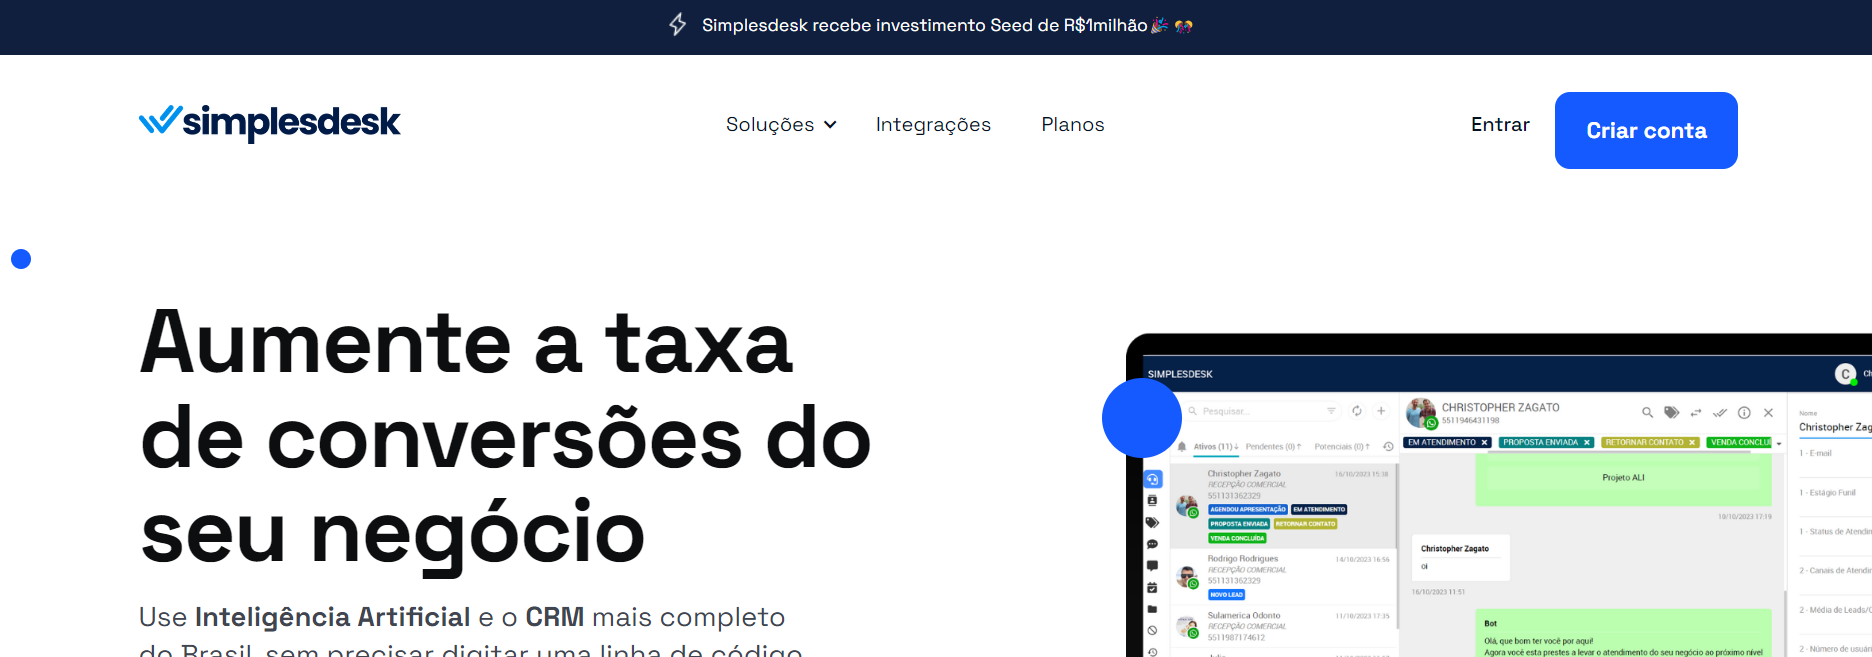 Simplesdesk recebe investimento Seed de R$1milhão🎉 🎊
simplesdesk
Soluções
Integrações
Planos
Entrar
Criar conta
Aumente a taxa
de conversões do
seu negócio
Use Inteligência Artificial e o CRM mais completo
do Brasil, sem precisar digitar uma linha de código
SIMPLESDESK
C
Ch
Pesquisar...
Ativos (11)↓ Pendentes (0)↑ Potenciais (0)↑
Christopher Zagato 16/10/2023 15:38
RECEPÇÃO COMERCIAL
551131362329
AGENDOU APRESENTAÇÃO EM ATENDIMENTO
PROPOSTA ENVIADA RETORNAR CONTATO
VENDA CONCLUÍDA
Rodrigo Rodrigues 14/10/2023 16:56
RECEPÇÃO COMERCIAL
551131362329
NOVO LEAD
Sulamerica Odonto 11/10/2023 17:35
RECEPÇÃO COMERCIAL
5511987174612
CHRISTOPHER ZAGATO
5511946431198
EM ATENDIMENTO × PROPOSTA ENVIADA × RETORNAR CONTATO × VENDA CONCLUÍ
Projeto ALI
10/10/2023 17:19
Christopher Zagato
oi
16/10/2023 11:51
Bot
Olá, que bom ter você por aqui!
Agora você esta prestes a levar o atendimento do seu negócio ao próximo nível
Nome
Christopher Zag
1 - E-mail
1 - Estágio Funil
1 - Status de Atendin
2 - Canais de Atendir
2 - Média de Leads/C
2 - Número de usuár